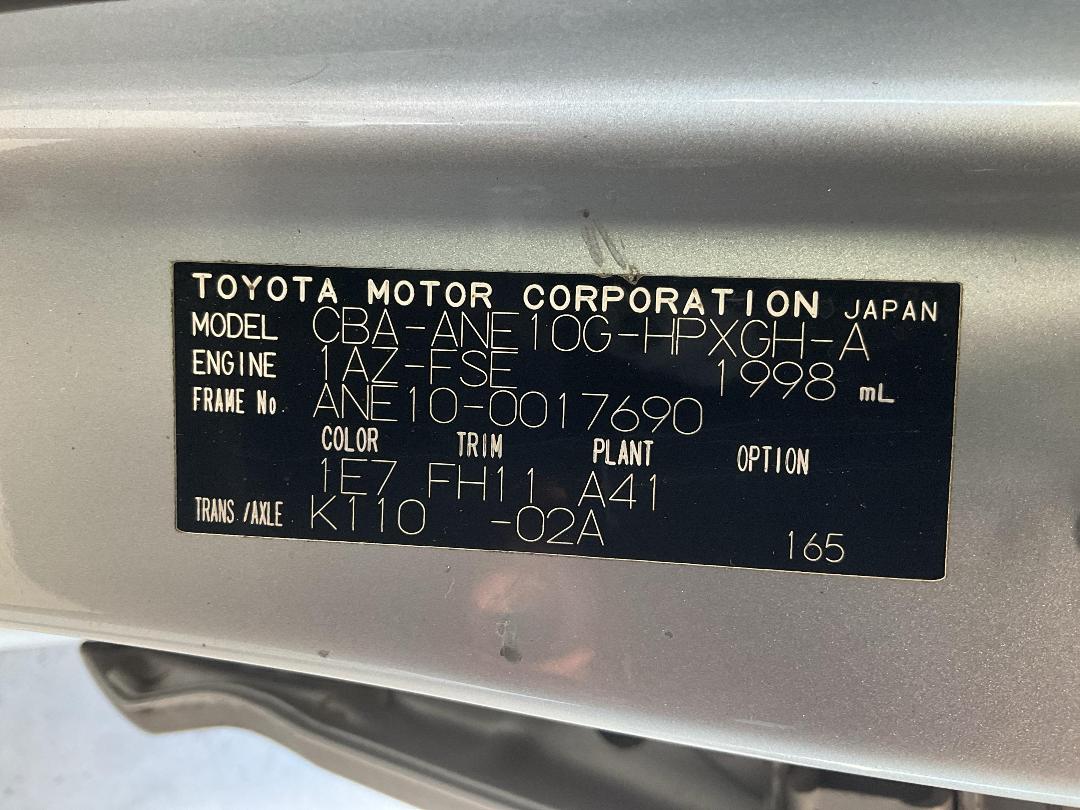 TOYOTA MOTOR CORPORATION JAPAN
MODEL CBA-ANE10G-HPXGH-A
ENGINE 1AZ-FSE 1998 mL
FRAME No. ANE10-0017690
COLOR TRIM PLANT OPTION
1E7 FH11 A41
TRANS/AXLE K110 -02A 165